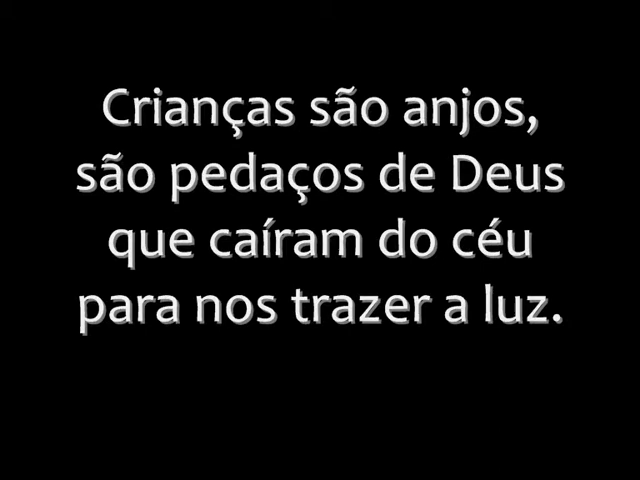 Crianças são anjos,
são pedaços de Deus
que caíram do céu
para nos trazer a luz.